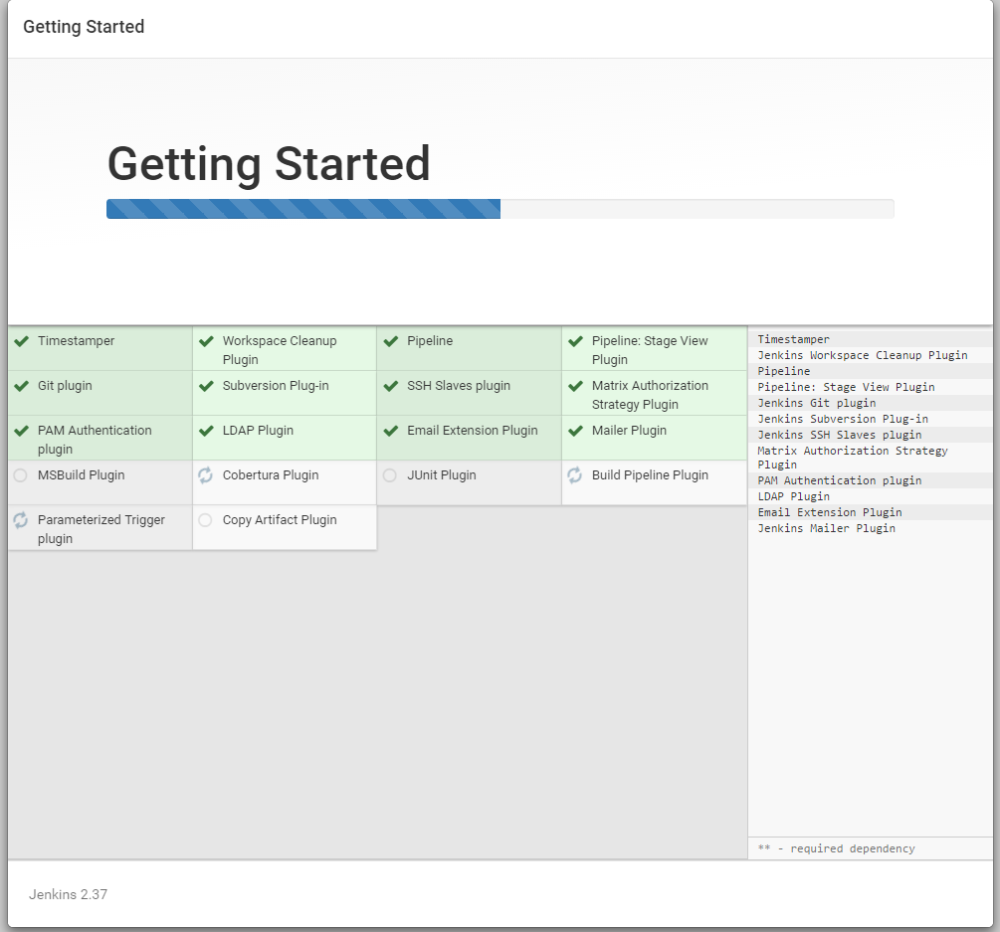 Getting Started
Getting Started
Timestamper
Workspace Cleanup
Plugin
Pipeline
Pipeline: Stage View
Plugin
Git plugin
Subversion Plug-in
SSH Slaves plugin
Matrix Authorization
Strategy Plugin
PAM Authentication
plugin
LDAP Plugin
Email Extension Plugin
Mailer Plugin
MSBuild Plugin
Cobertura Plugin
JUnit Plugin
Build Pipeline Plugin
Parameterized Trigger
plugin
Copy Artifact Plugin
Timestamper
Jenkins Workspace Cleanup Plugin
Pipeline
Pipeline: Stage View Plugin
Jenkins Git plugin
Jenkins Subversion Plug-in
Jenkins SSH Slaves plugin
Matrix Authorization Strategy
Plugin
PAM Authentication plugin
LDAP Plugin
Email Extension Plugin
Jenkins Mailer Plugin
** - required dependency
Jenkins 2.37